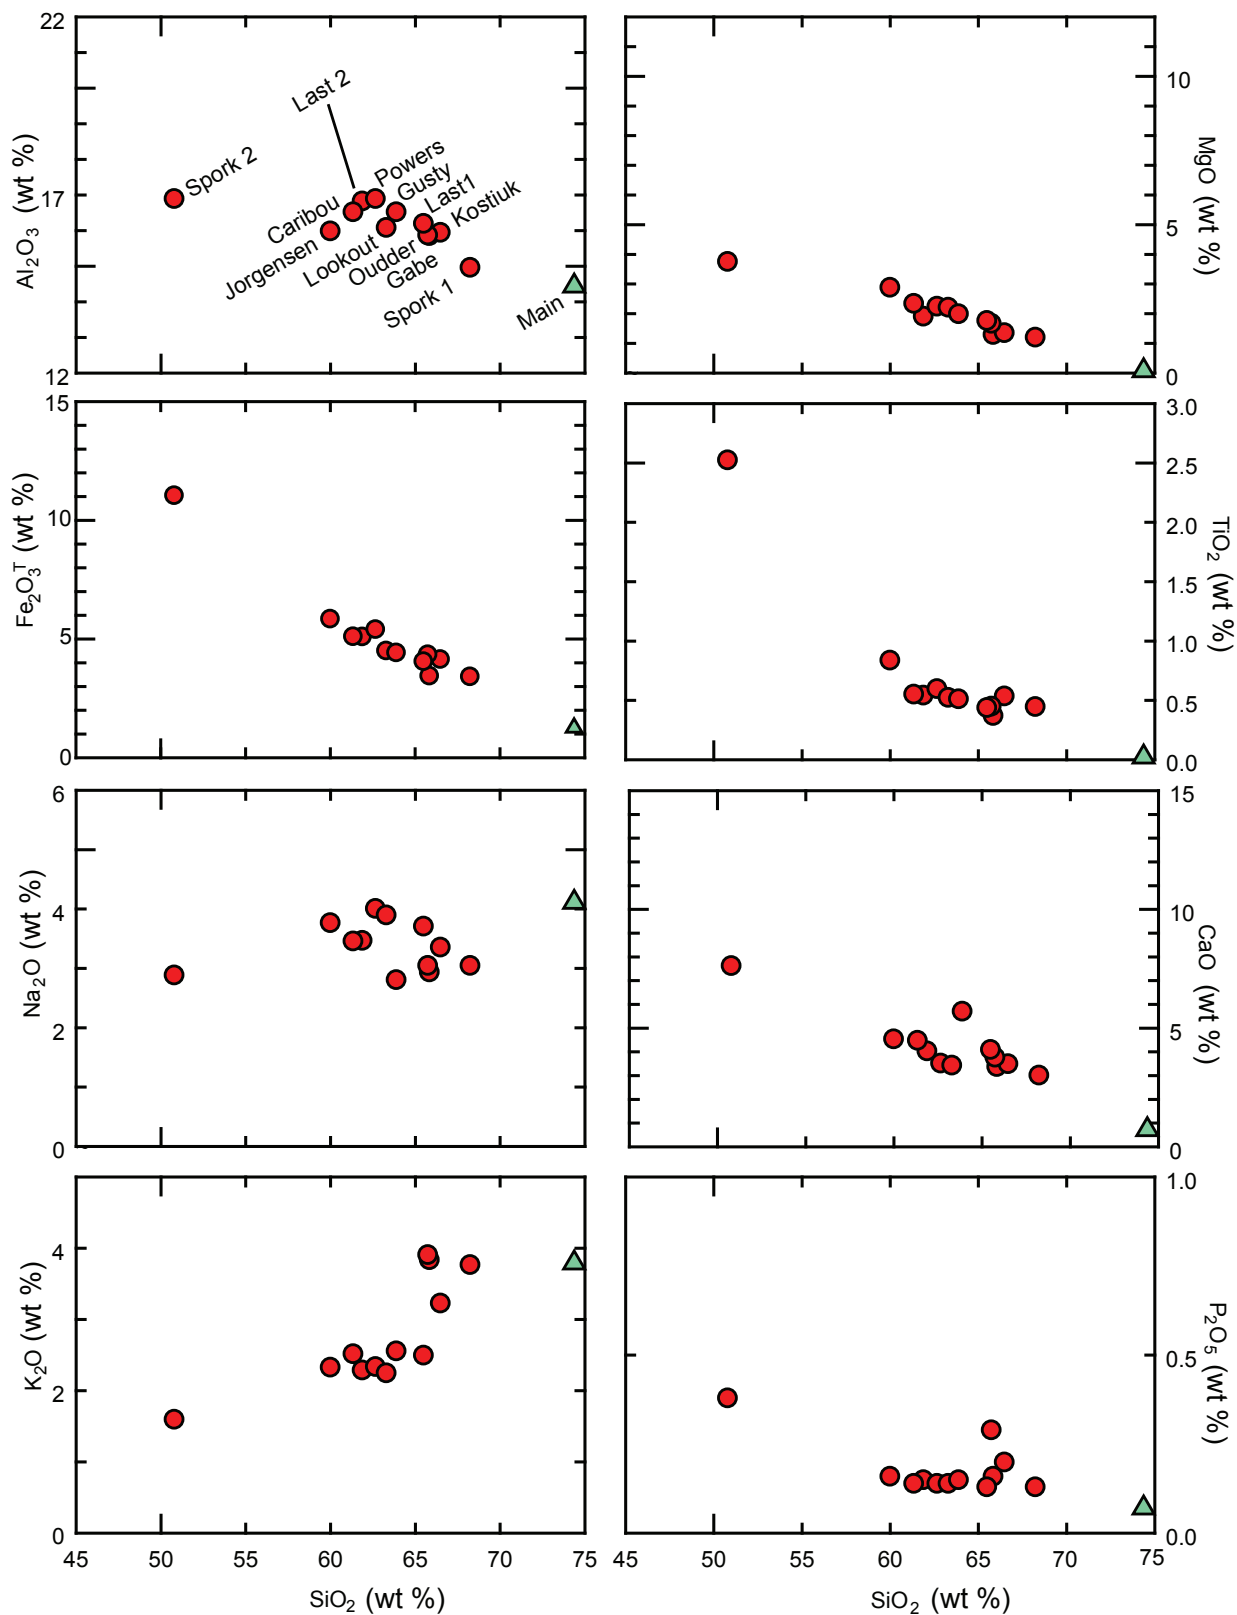 22
17
12
Al₂O₃ (wt %)
Last 2
Spork 2
Powers
Gusty
Last1
Kostiuk
Caribou
Jorgensen
Lookout
Oudder
Gabe
Spork 1
Main
10
5
0
MgO (wt %)
15
10
5
0
Fe₂O₃ᵀ (wt %)
3.0
2.5
2.0
1.5
1.0
0.5
0.0
TiO₂ (wt %)
6
4
2
0
Na₂O (wt %)
15
10
5
0
CaO (wt %)
4
2
0
K₂O (wt %)
1.0
0.5
0.0
P₂O₅ (wt %)
45 50 55 60 65 70 75
SiO₂ (wt %)
45 50 55 60 65 70 75
SiO₂ (wt %)